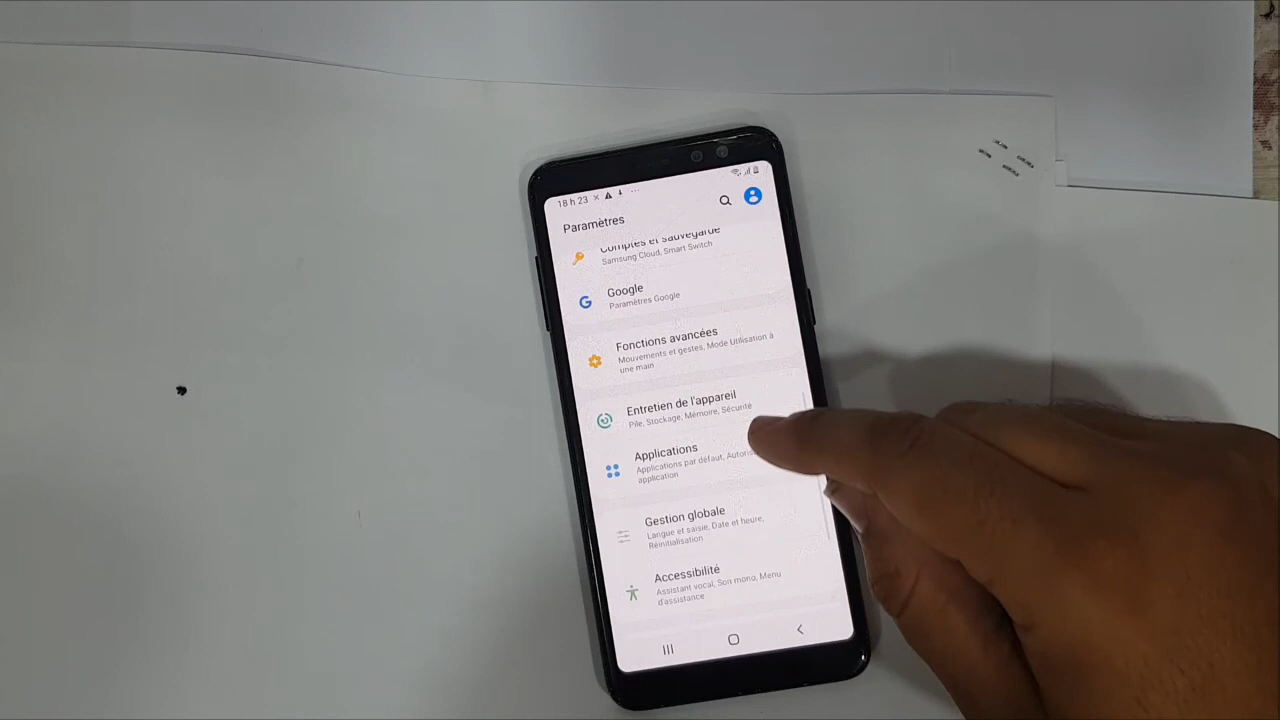 18 h 23
Paramètres
Comptes et sauvegarde
Samsung Cloud, Smart Switch
Google
Paramètres Google
Fonctions avancées
Mouvements et gestes, Mode Utilisation à
une main
Entretien de l'appareil
Pile, Stockage, Mémoire, Sécurité
Applications
Applications par défaut,
application
Gestion globale
Langue et saisie, Date et heure,
Réinitialisation
Accessibilité
Assistant vocal, Son mono, Menu
d'assistance